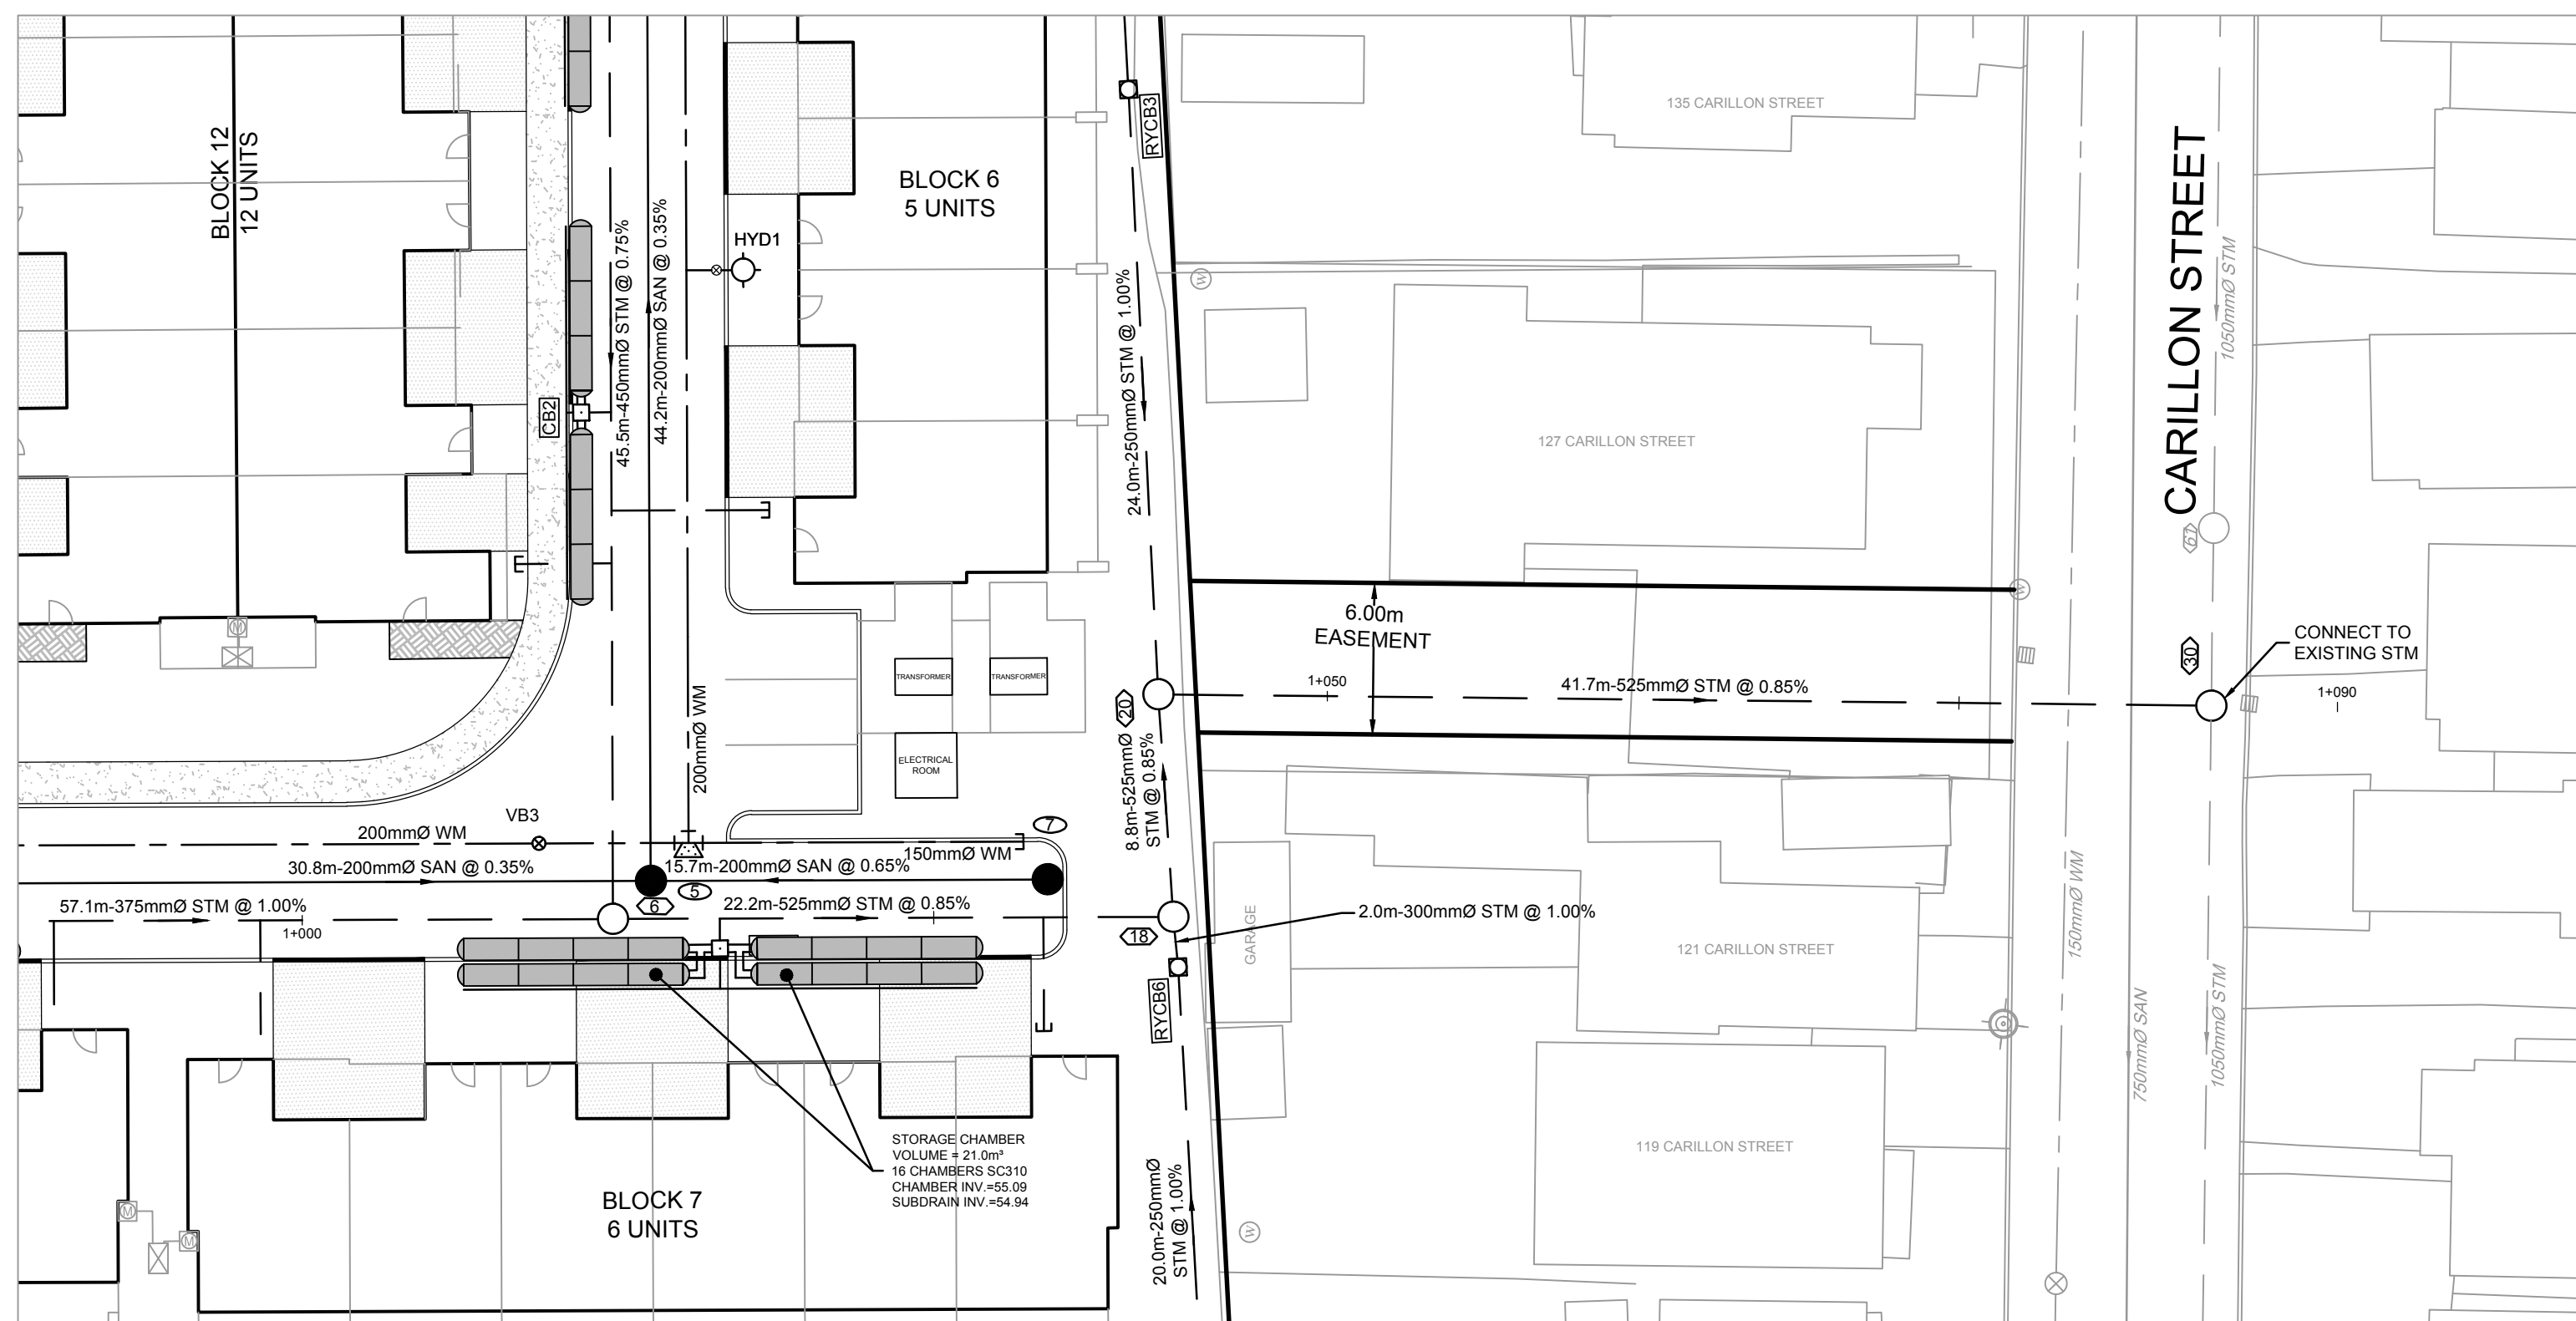 BLOCK 12
12 UNITS
BLOCK 6
5 UNITS
HYD1
CB2
45.5m-450mmØ STM @ 0.75%
44.2m-200mmØ SAN @ 0.35%
200mmØ WM
RYCB3
24.0m-250mmØ STM @ 1.00%
135 CARILLON STREET
127 CARILLON STREET
CARILLON STREET
1050mmØ STM
61
30
CONNECT TO
EXISTING STM
1+090
6.00m
EASEMENT
1+050
41.7m-525mmØ STM @ 0.85%
TRANSFORMER
TRANSFORMER
ELECTRICAL
ROOM
20
8.8m-525mmØ
STM @ 0.85%
VB3
200mmØ WM
30.8m-200mmØ SAN @ 0.35%
15.7m-200mmØ SAN @ 0.65%
150mmØ WM
7
5
6
57.1m-375mmØ STM @ 1.00%
1+000
22.2m-525mmØ STM @ 0.85%
18
2.0m-300mmØ STM @ 1.00%
RYCB6
GARAGE
121 CARILLON STREET
119 CARILLON STREET
150mmØ WM
750mmØ SAN
1050mmØ STM
STORAGE CHAMBER
VOLUME = 21.0m³
16 CHAMBERS SC310
CHAMBER INV.=55.09
SUBDRAIN INV.=54.94
BLOCK 7
6 UNITS
20.0m-250mmØ
STM @ 1.00%
M
M
M
W
W
W